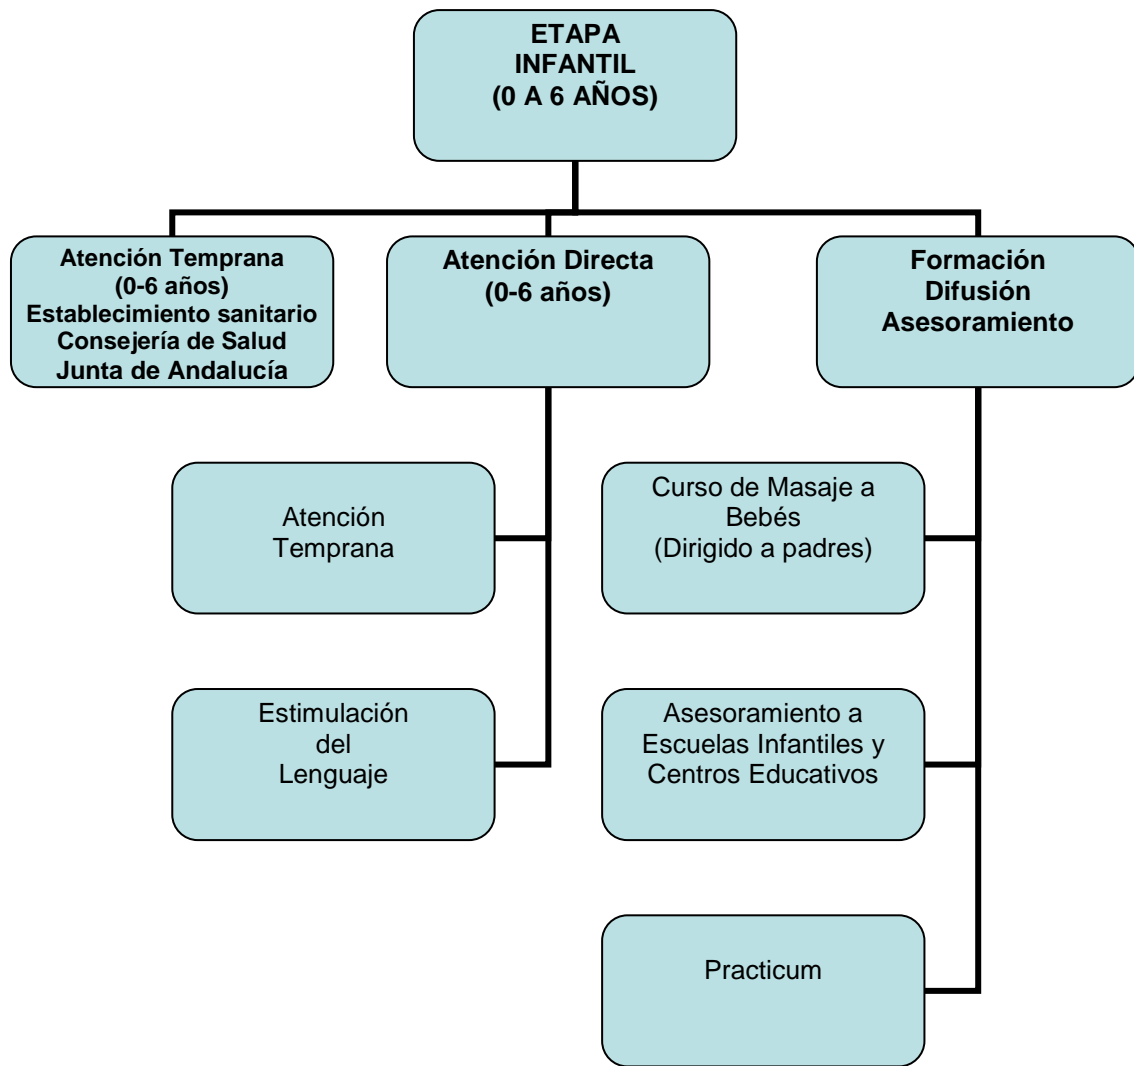 ETAPA
INFANTIL
(0 A 6 AÑOS)
Atención Temprana
(0-6 años)
Establecimiento sanitario
Consejería de Salud
Junta de Andalucía
Atención Directa
(0-6 años)
Formación
Difusión
Asesoramiento
Atención
Temprana
Curso de Masaje a
Bebés
(Dirigido a padres)
Estimulación
del
Lenguaje
Asesoramiento a
Escuelas Infantiles y
Centros Educativos
Practicum